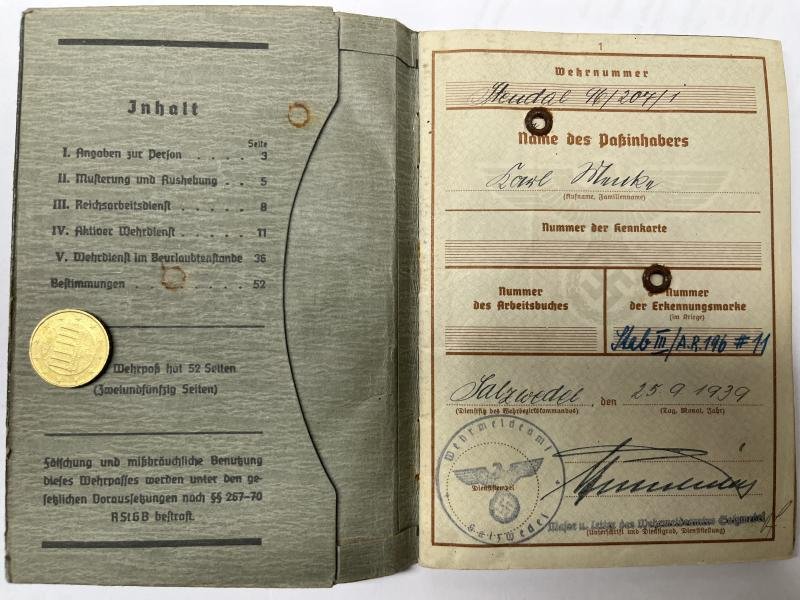 Inhalt
Seite
I. Angaben zur Person . . . . . 3
II. Musterung und Aushebung . . 5
III. Reichsarbeitsdienst . . . . . 8
IV. Aktiver Wehrdienst . . . . . 11
V. Wehrdienst im Beurlaubtenstande 36
Bestimmungen . . . . . . . 52
Wehrpaß hat 52 Seiten
(Zweiundfünfzig Seiten)
Fälschung und mißbräuchliche Benutzung
dieses Wehrpasses werden unter den ge-
setzlichen Voraussetzungen nach §§ 267-70
RStGB bestraft.
1
Wehrnummer
Stendal 16/207/1
Name des Paßinhabers
Karl Menke
(Rufname, Familienname)
Nummer der Kennkarte
Nummer
des Arbeitsbuches
Nummer
der Erkennungsmarke
(im Kriege)
Stab III/A.R.196 # 11
Salzwedel, den 25.9.1939
(Dienstsitz des Wehrbezirkskommandos) (Tag, Monat, Jahr)
Wehrmeldeamt
Salzwedel
Dienststempel
Major u. Leiter des Wehrmeldeamtes Salzwedel
(Unterschrift und Dienstgrad, Dienststellung)